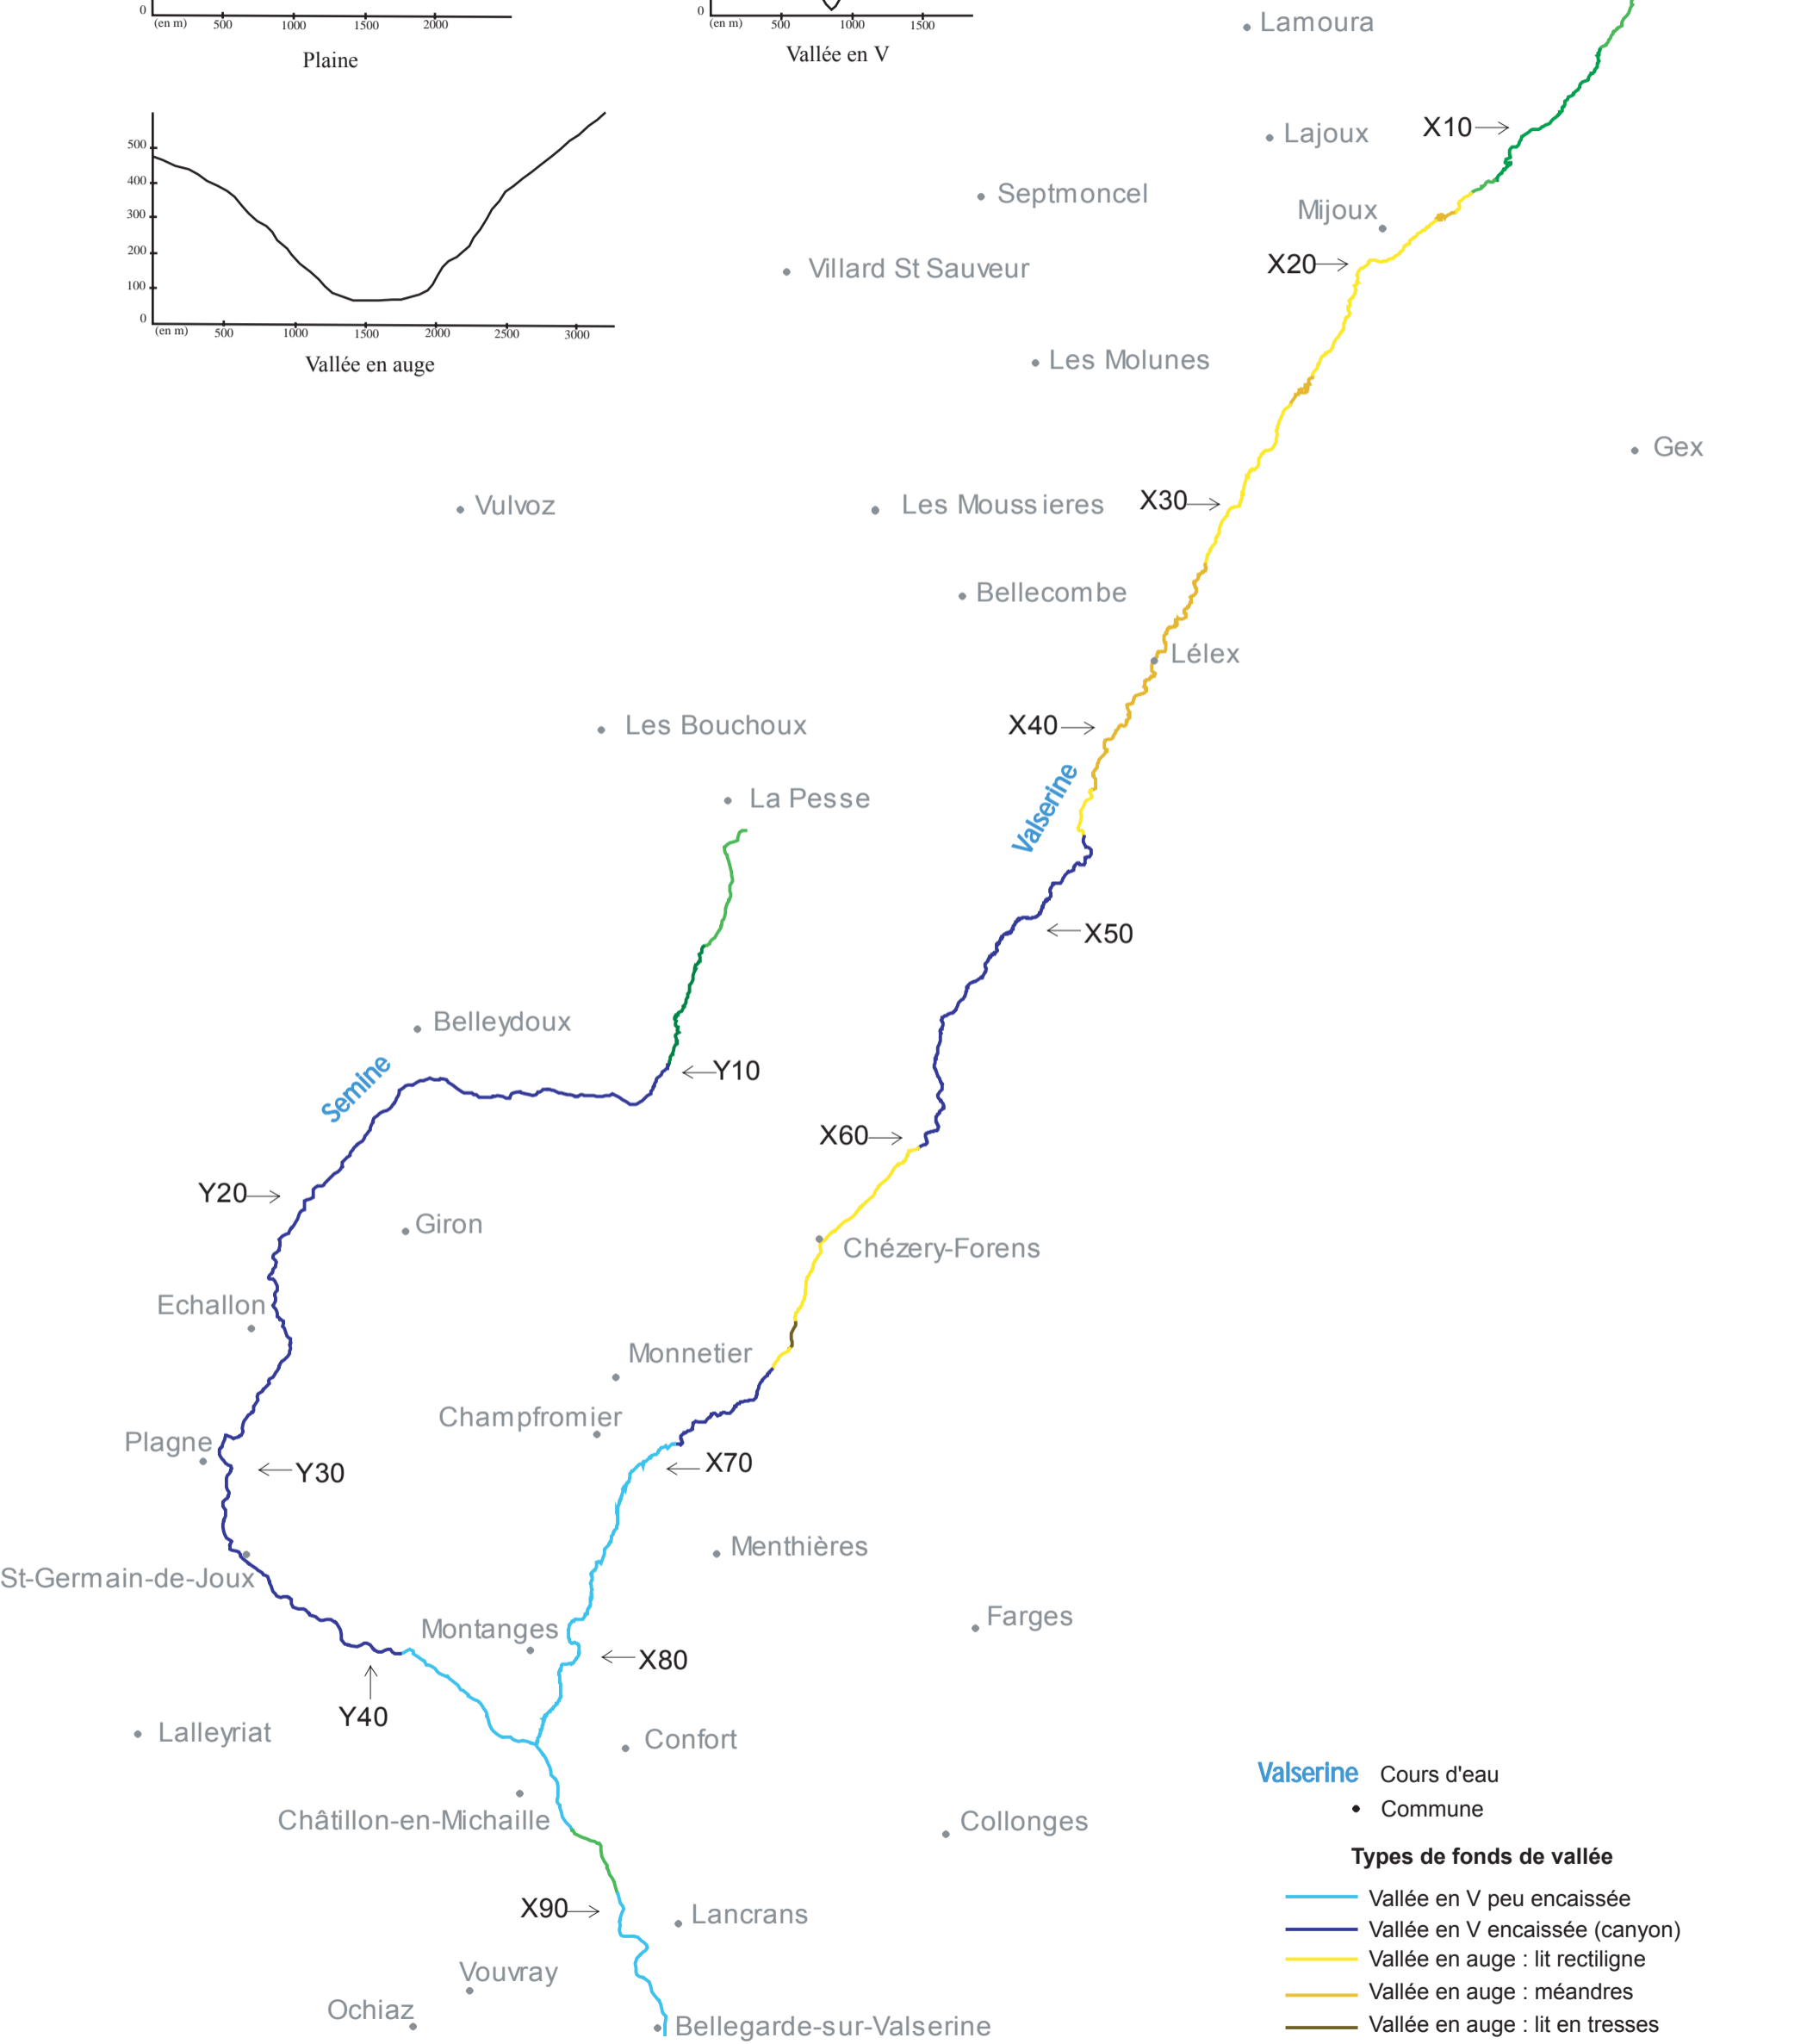 0
(en m) 500 1000 1500 2000
Plaine
0
(en m) 500 1000 1500
Vallée en V
500
400
300
200
100
0
(en m) 500 1000 1500 2000 2500 3000
Vallée en auge
Lamoura
X10
Lajoux
Septmoncel
Mijoux
X20
Villard St Sauveur
Les Molunes
Gex
X30
Vulvoz
Les Moussieres
Bellecombe
Lélex
X40
Les Bouchoux
Valserine
La Pesse
X50
Belleydoux
Y10
Semine
X60
Y20
Giron
Chézery-Forens
Echallon
Monnetier
Champfromier
Plagne
X70
Y30
Menthières
St-Germain-de-Joux
Farges
Montanges
X80
Y40
Lalleyriat
Confort
Châtillon-en-Michaille
Collonges
X90
Lancrans
Vouvray
Ochiaz
Bellegarde-sur-Valserine
Valserine Cours d'eau
Commune
Types de fonds de vallée
Vallée en V peu encaissée
Vallée en V encaissée (canyon)
Vallée en auge : lit rectiligne
Vallée en auge : méandres
Vallée en auge : lit en tresses